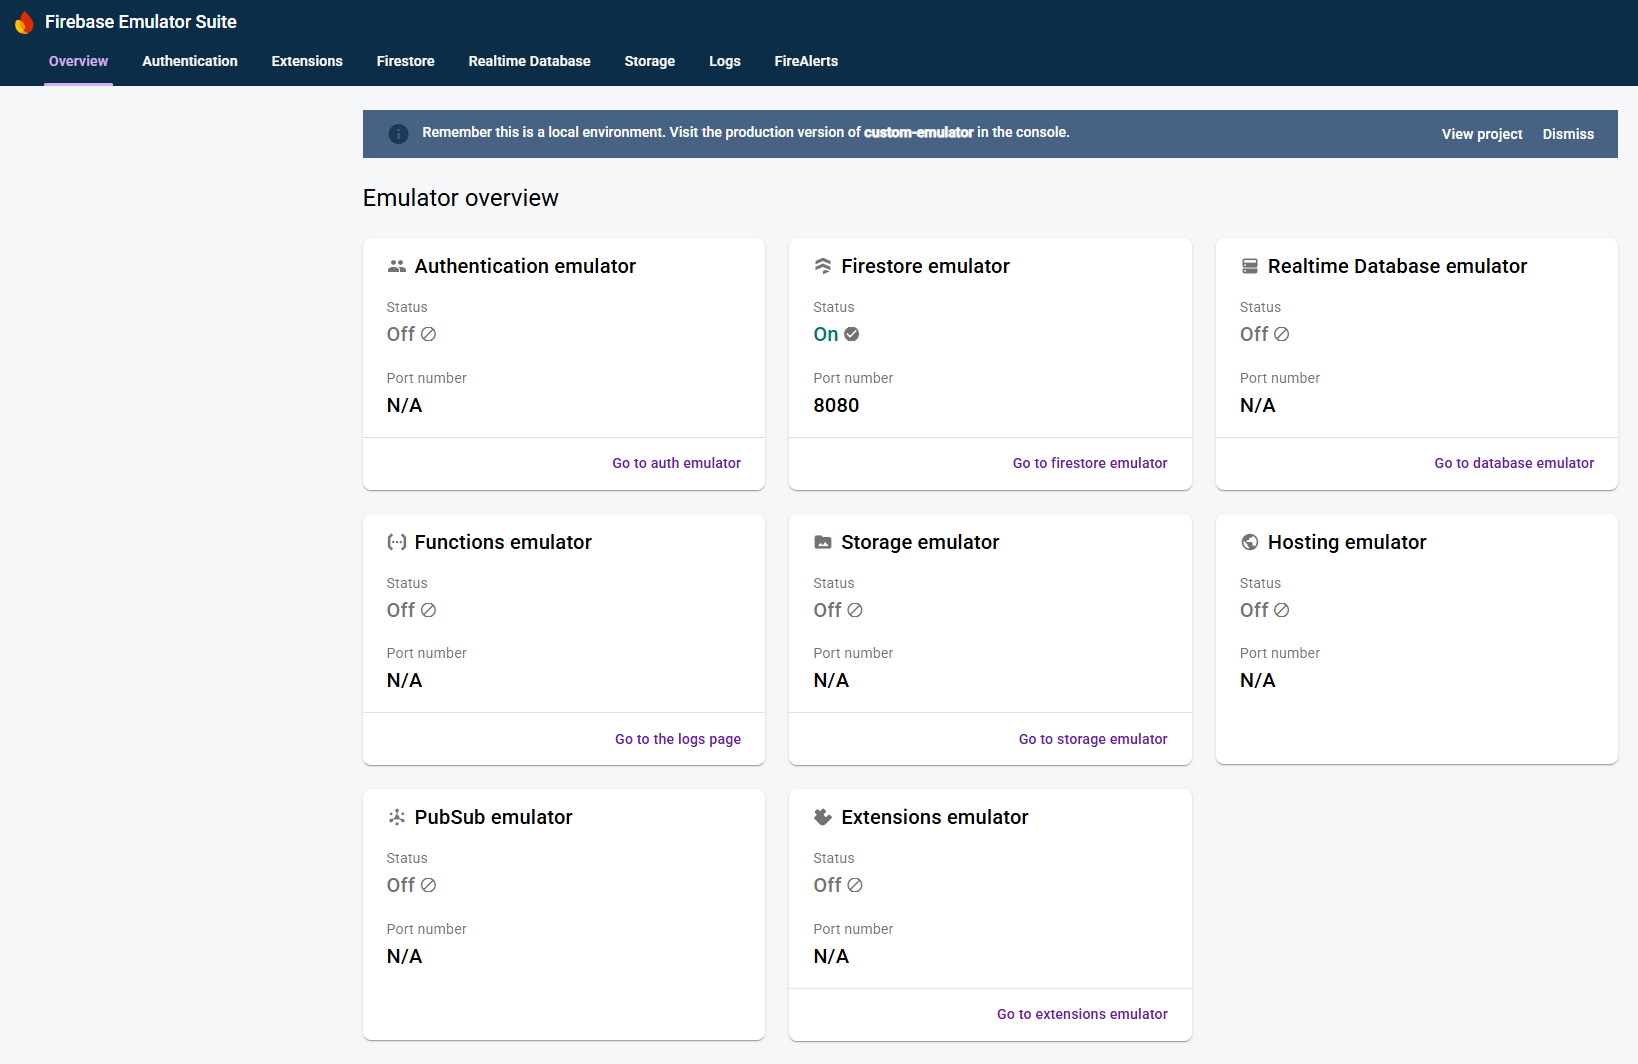 Firebase Emulator Suite
Overview Authentication Extensions Firestore Realtime Database Storage Logs FireAlerts
Remember this is a local environment. Visit the production version of custom-emulator in the console. View project Dismiss
Emulator overview
Authentication emulator
Status
Off
Port number
N/A
Go to auth emulator
Firestore emulator
Status
On
Port number
8080
Go to firestore emulator
Realtime Database emulator
Status
Off
Port number
N/A
Go to database emulator
Functions emulator
Status
Off
Port number
N/A
Go to the logs page
Storage emulator
Status
Off
Port number
N/A
Go to storage emulator
Hosting emulator
Status
Off
Port number
N/A
PubSub emulator
Status
Off
Port number
N/A
Extensions emulator
Status
Off
Port number
N/A
Go to extensions emulator